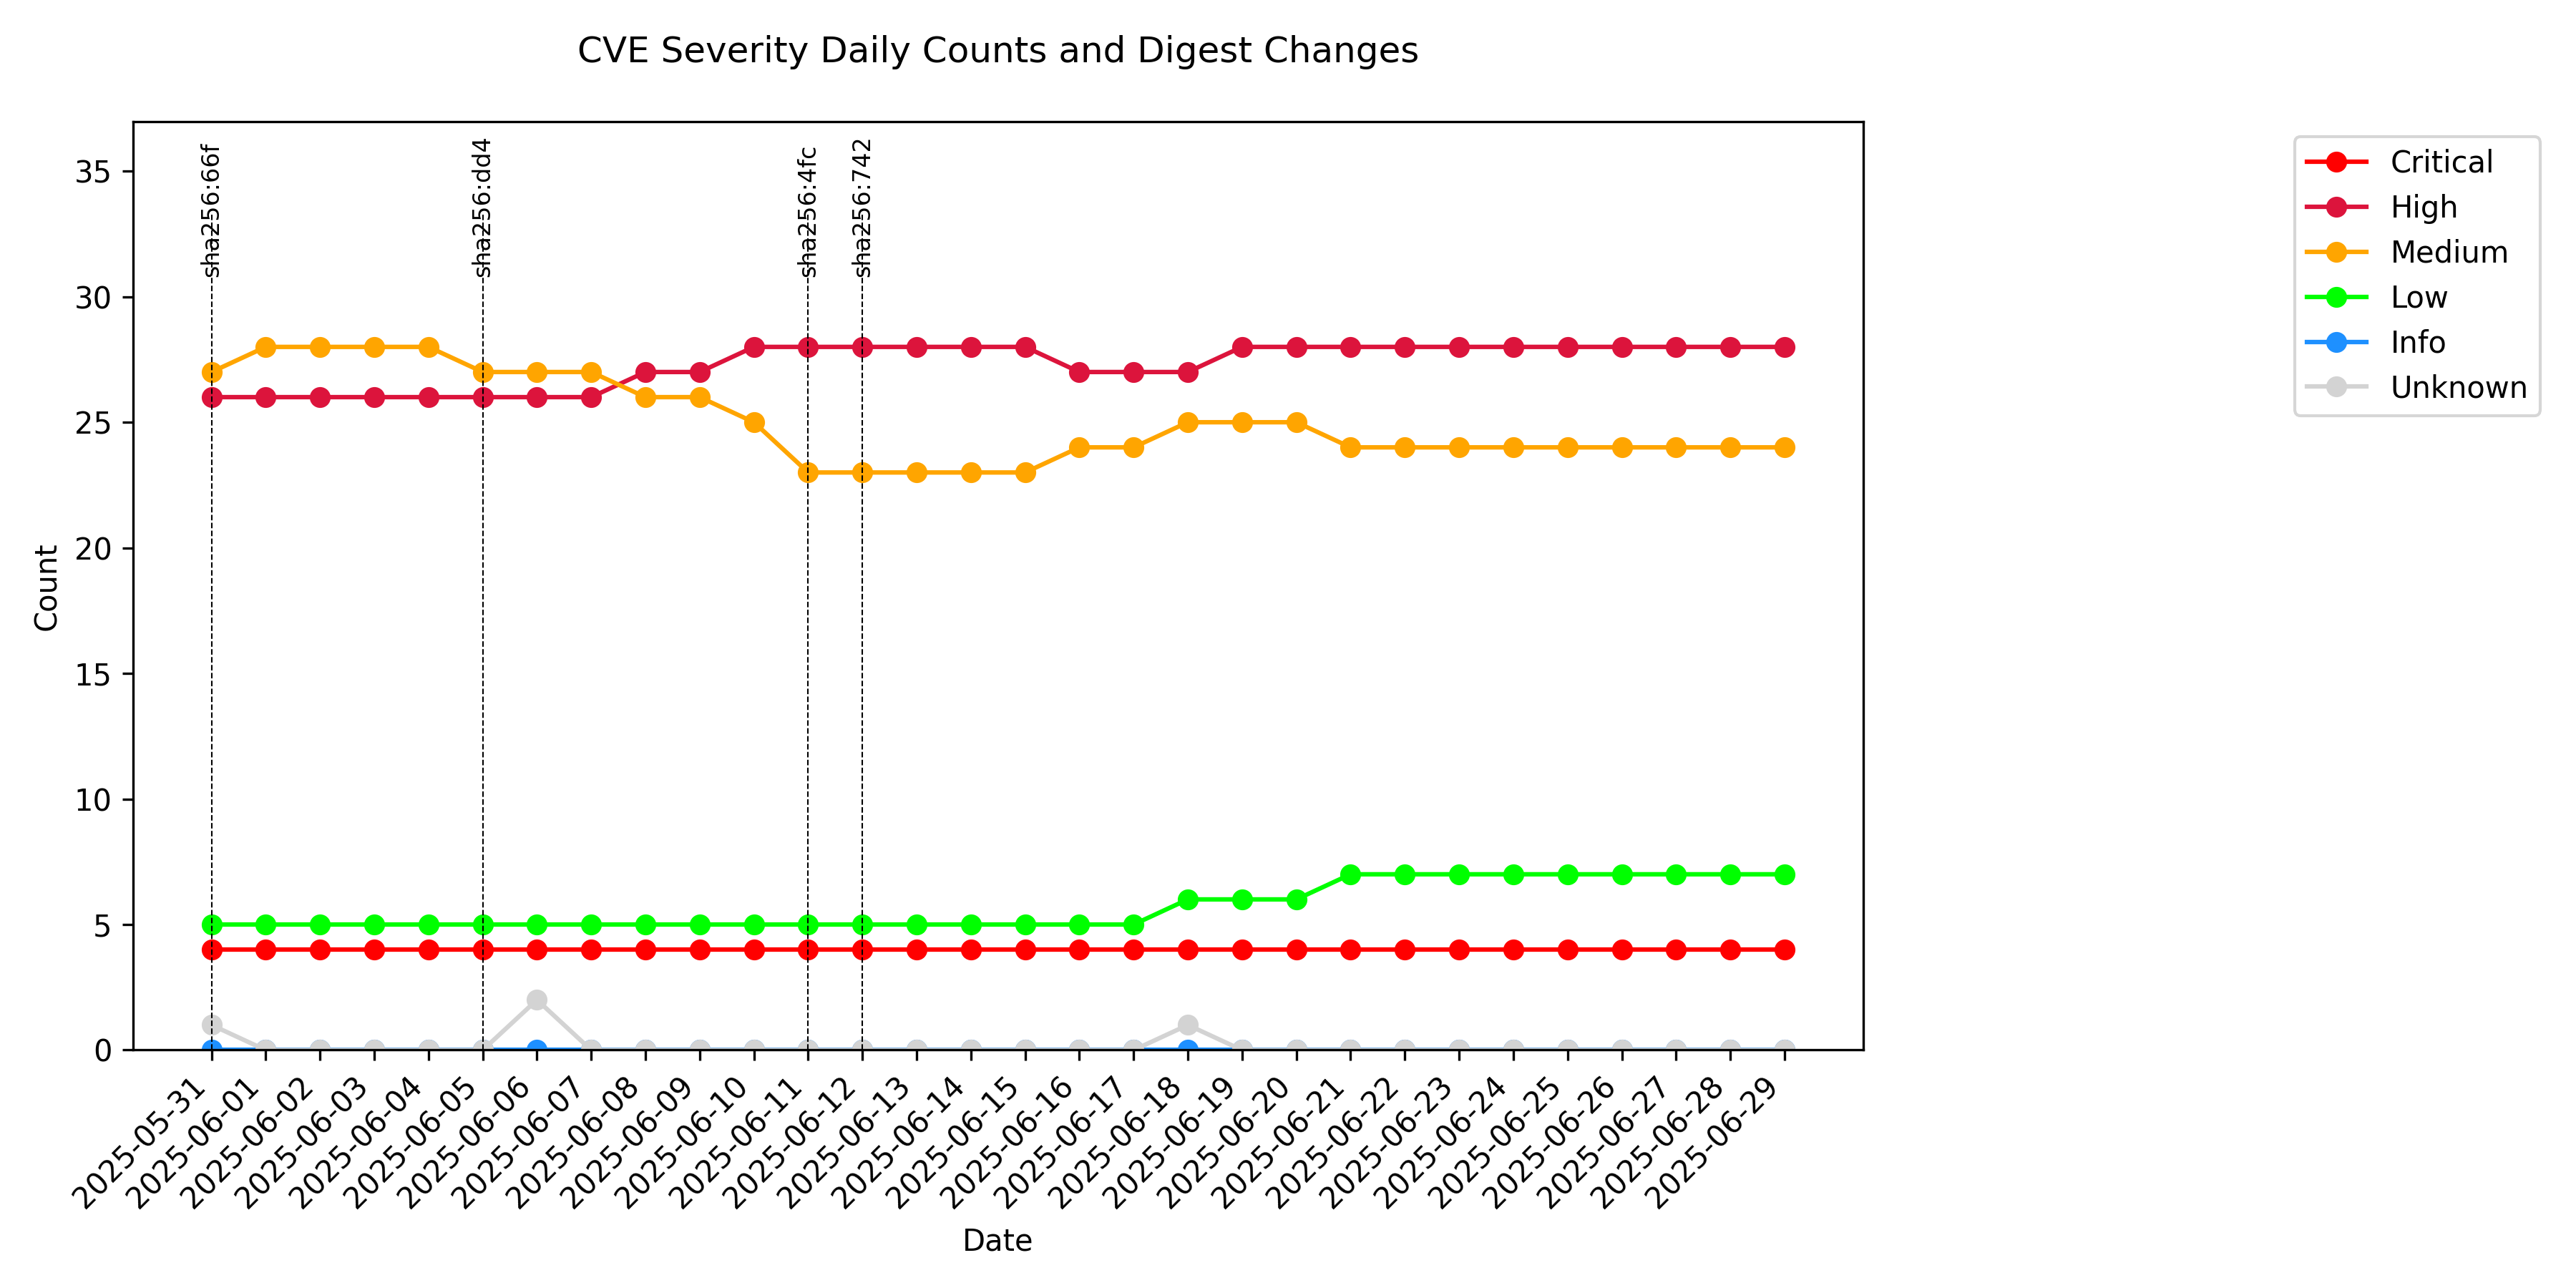 CVE Severity Daily Counts and Digest Changes
sha256:66f
sha256:dd4
sha256:4fc
sha256:742
Critical
High
Medium
Low
Info
Unknown
Count
35
30
25
20
15
10
5
0
2025-05-31
2025-06-01
2025-06-02
2025-06-03
2025-06-04
2025-06-05
2025-06-06
2025-06-07
2025-06-08
2025-06-09
2025-06-10
2025-06-11
2025-06-12
2025-06-13
2025-06-14
2025-06-15
2025-06-16
2025-06-17
2025-06-18
2025-06-19
2025-06-20
2025-06-21
2025-06-22
2025-06-23
2025-06-24
2025-06-25
2025-06-26
2025-06-27
2025-06-28
2025-06-29
Date